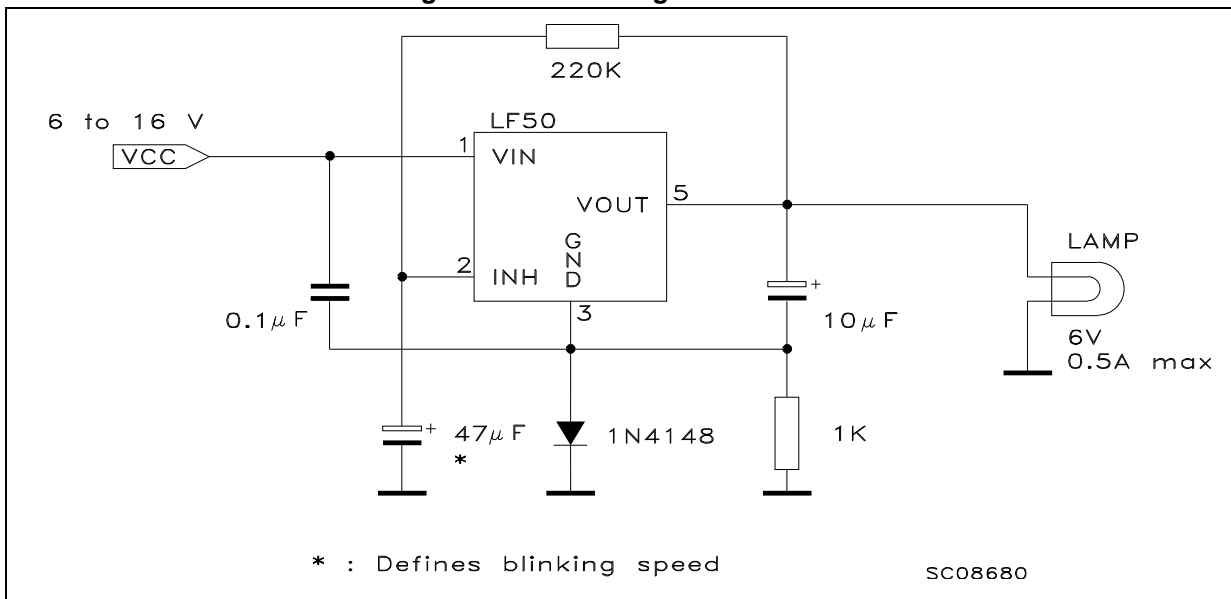 220K
LF50
6 to 16 V
VCC
1
VIN
5
VOUT
GND
2
INH
3
LAMP
6V
0.5A max
0.1μF
+
10μF
+
47μF
*
1N4148
1K
* : Defines blinking speed
SC08680